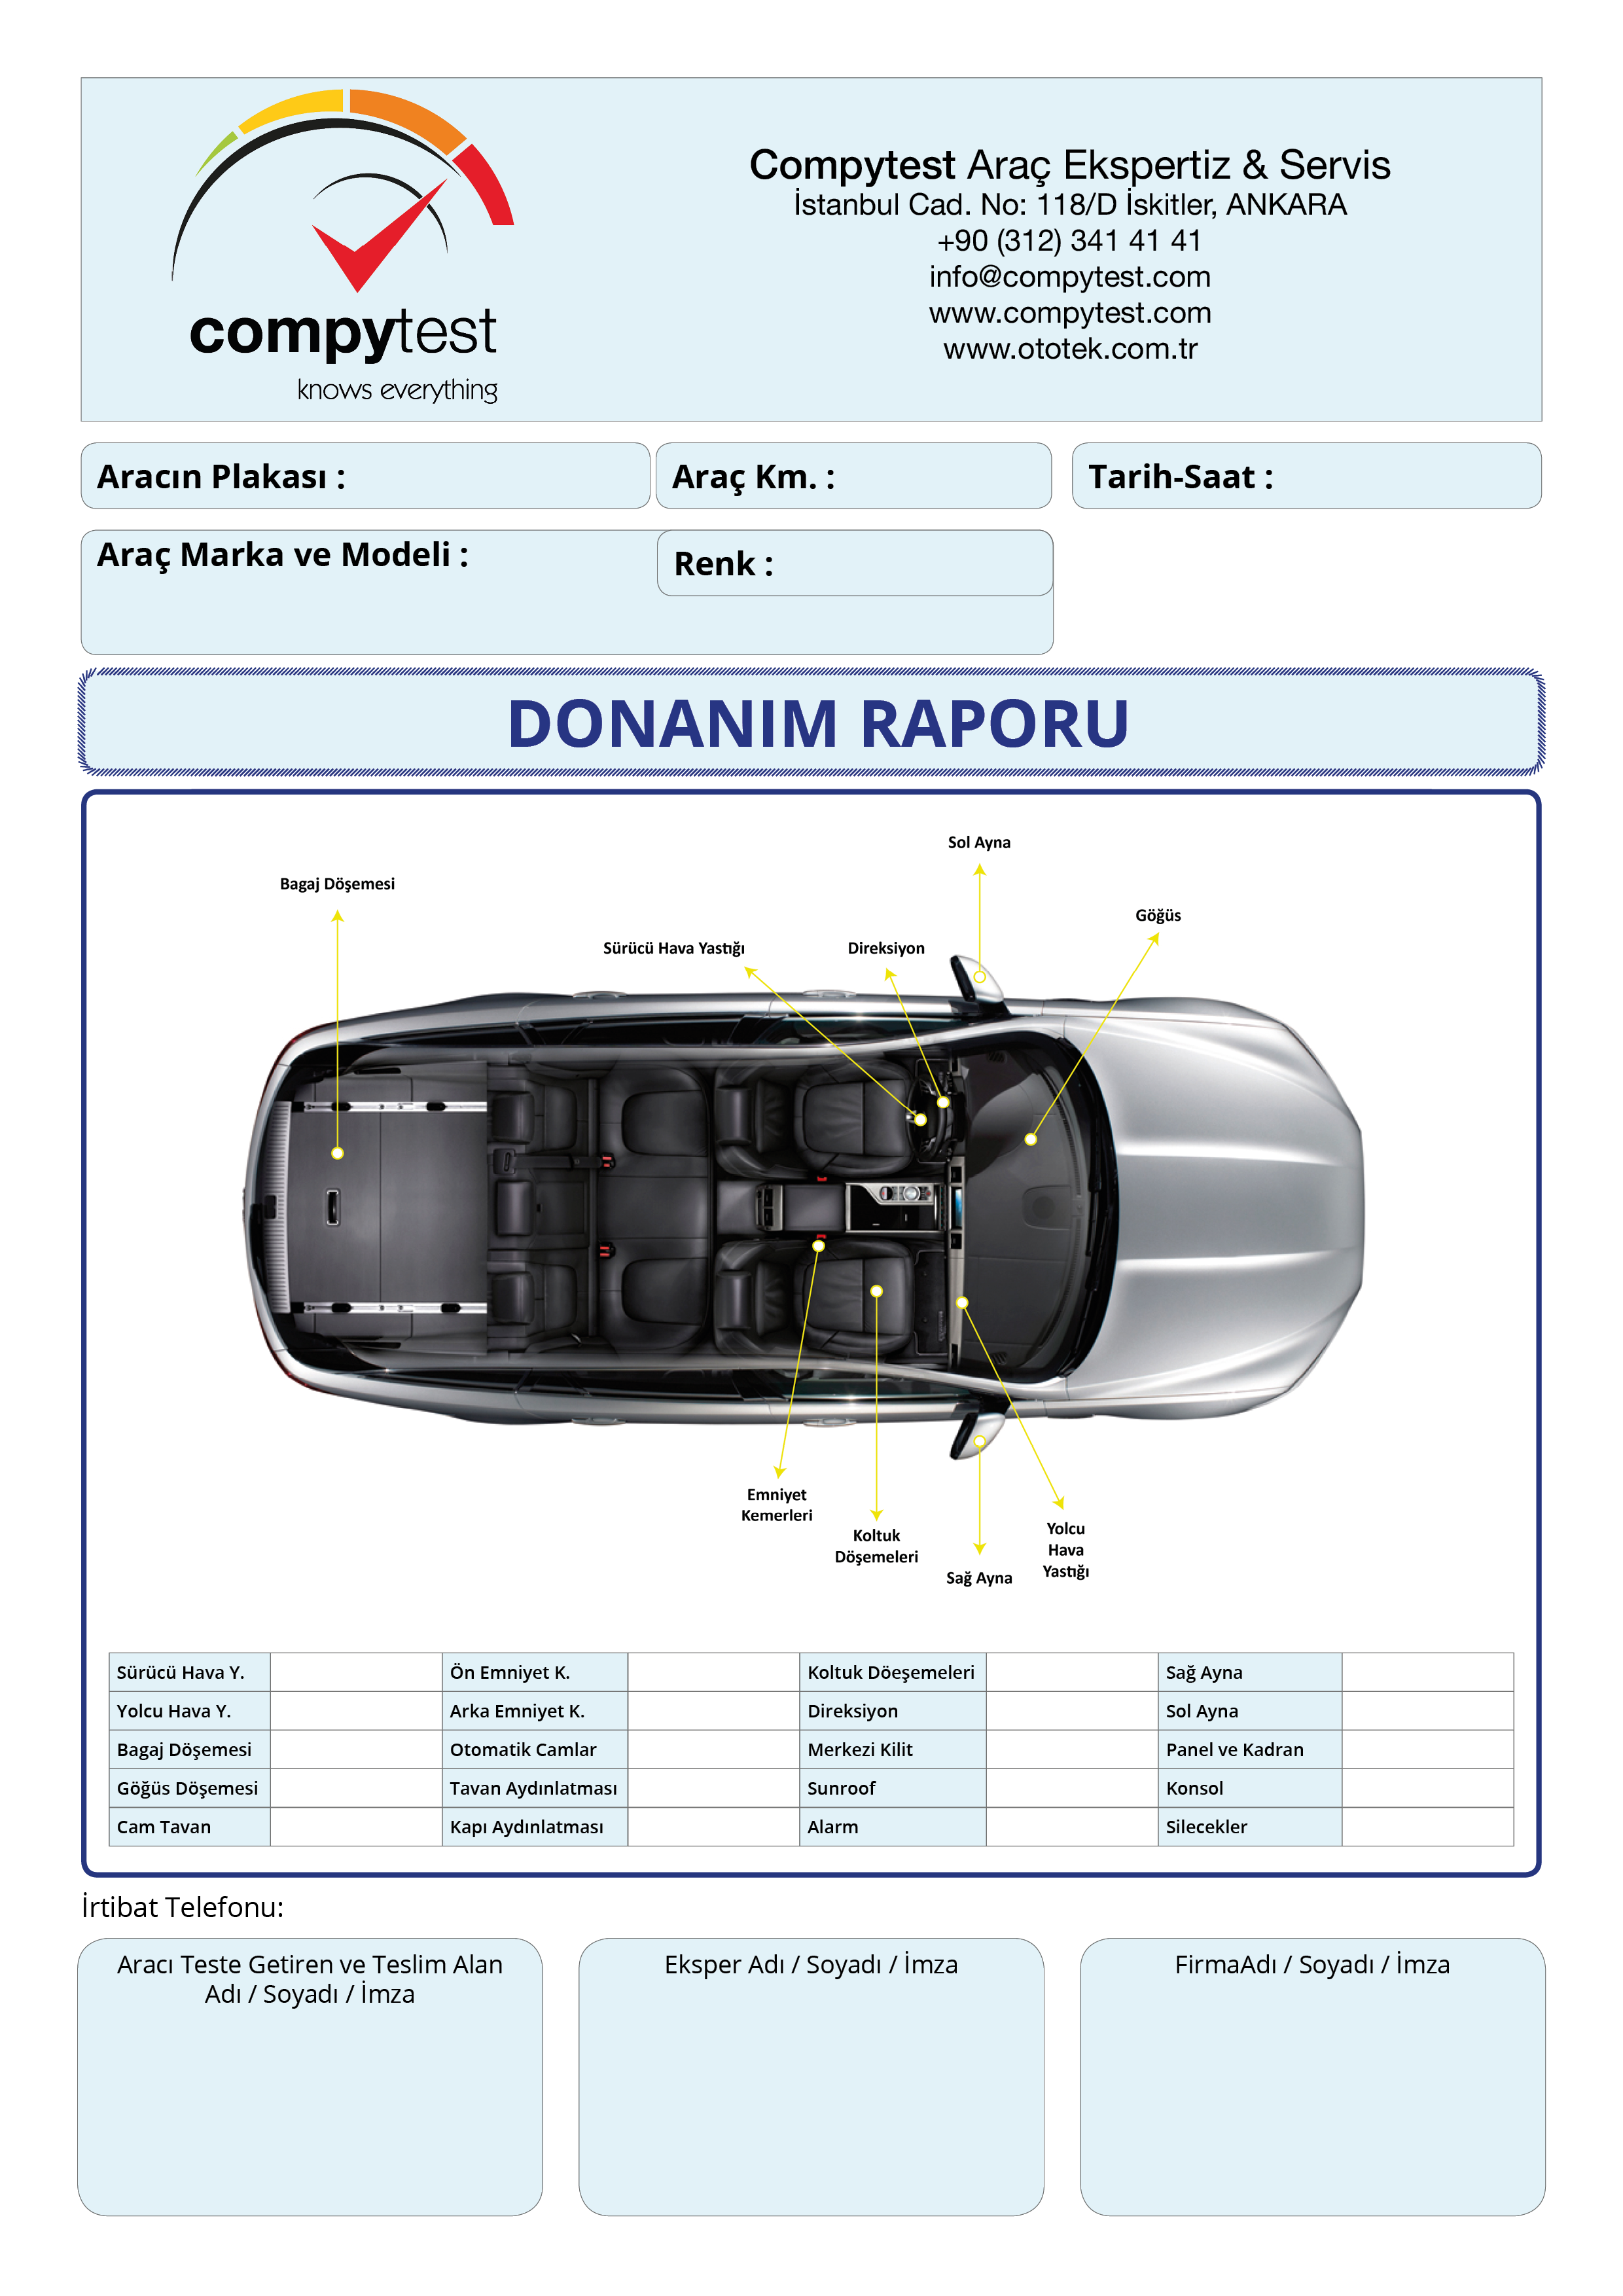 compytest
knows everything
Compytest Araç Ekspertiz & Servis
İstanbul Cad. No: 118/D İskitler, ANKARA
+90 (312) 341 41 41
info@compytest.com
www.compytest.com
www.ototek.com.tr
Aracın Plakası :
Araç Km. :
Tarih-Saat :
Araç Marka ve Modeli :
Renk :
DONANIM RAPORU
Sol Ayna
Bagaj Döşemesi
Göğüs
Sürücü Hava Yastığı
Direksiyon
Emniyet
Kemerleri
Koltuk
Döşemeleri
Sağ Ayna
Yolcu
Hava
Yastığı
Sürücü Hava Y.
Ön Emniyet K.
Koltuk Döeşemeleri
Sağ Ayna
Yolcu Hava Y.
Arka Emniyet K.
Direksiyon
Sol Ayna
Bagaj Döşemesi
Otomatik Camlar
Merkezi Kilit
Panel ve Kadran
Göğüs Döşemesi
Tavan Aydınlatması
Sunroof
Konsol
Cam Tavan
Kapı Aydınlatması
Alarm
Silecekler
İrtibat Telefonu:
Aracı Teste Getiren ve Teslim Alan
Adı / Soyadı / İmza
Eksper Adı / Soyadı / İmza
FirmaAdı / Soyadı / İmza